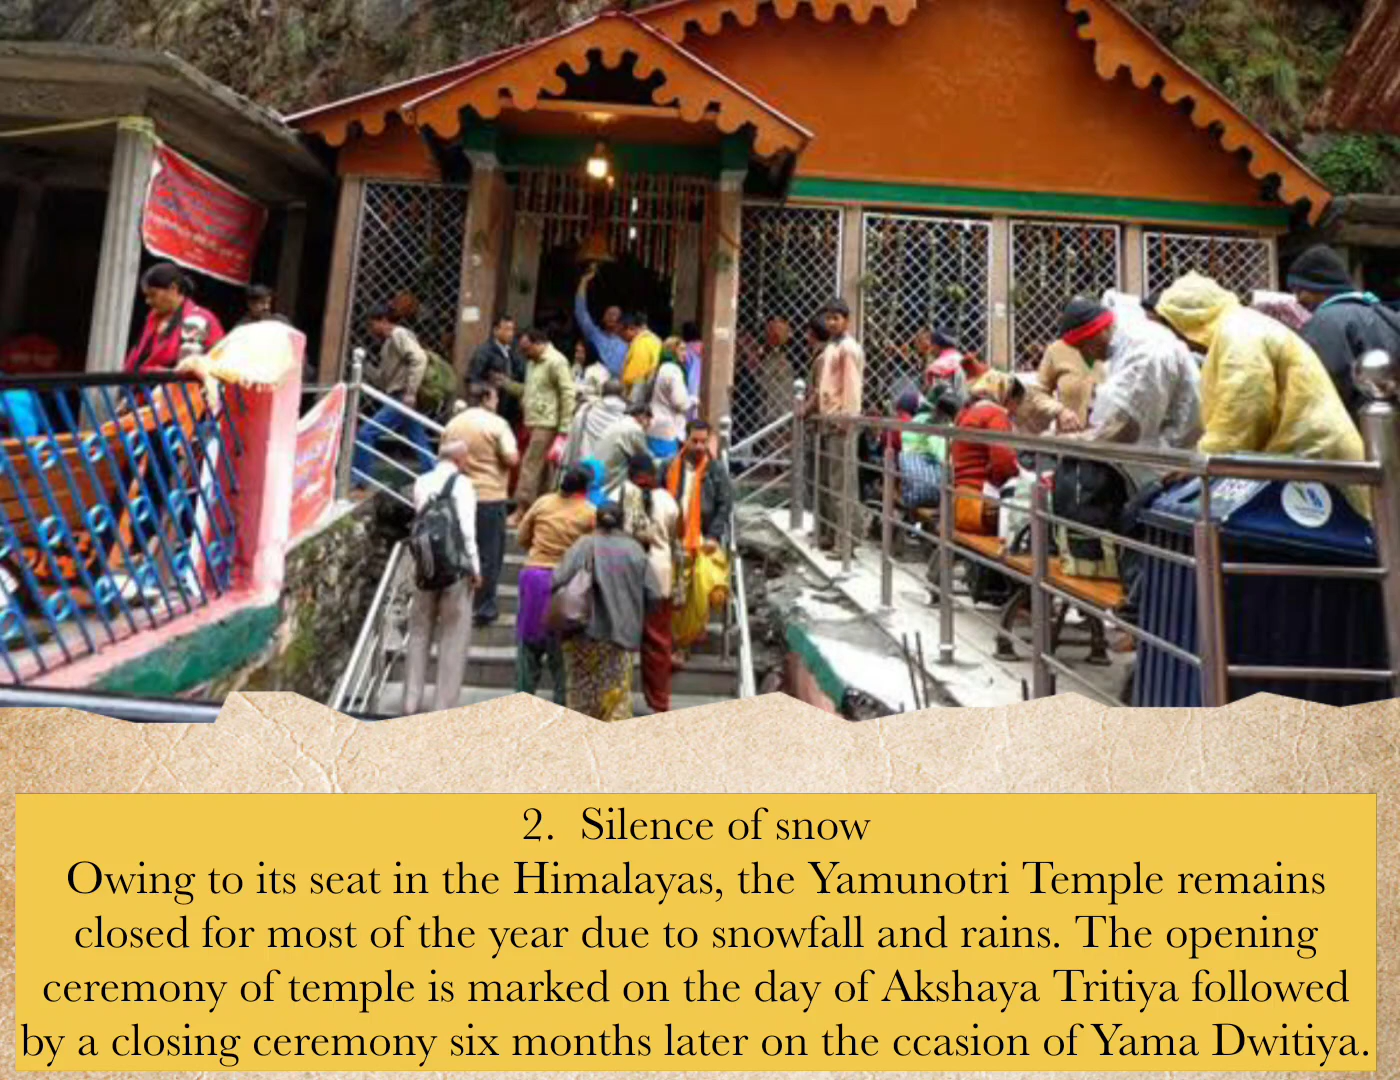 2. Silence of snow
Owing to its seat in the Himalayas, the Yamunotri Temple remains
closed for most of the year due to snowfall and rains. The opening
ceremony of temple is marked on the day of Akshaya Tritiya followed
by a closing ceremony six months later on the ccasion of Yama Dwitiya.